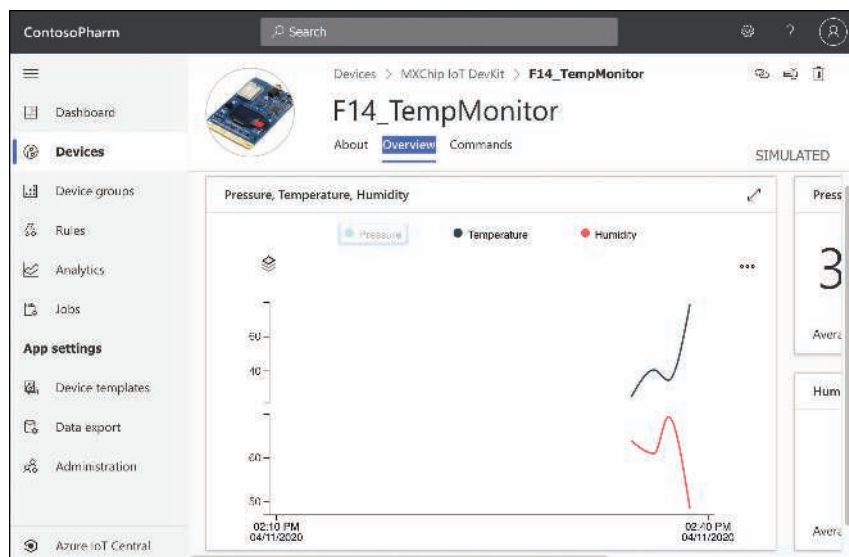 ContosoPharm
Search
?
Devices > MXChip IoT DevKit > F14_TempMonitor
F14_TempMonitor
About Overview Commands
SIMULATED
Dashboard
Devices
Device groups
Rules
Analytics
Jobs
App settings
Device templates
Data export
Administration
Azure IoT Central
Pressure, Temperature, Humidity
Pressure Temperature Humidity
60
40
60
50
02:10 PM
04/11/2020
02:40 PM
04/11/2020
Press
3
Avera
Hum
Avera